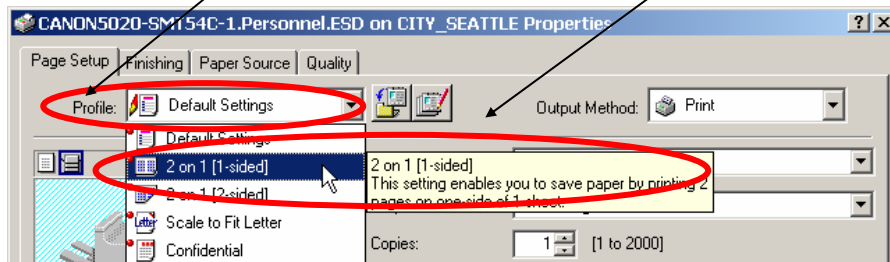 CANON5020-SMT54C-1.Personnel.ESD on CITY_SEATTLE Properties
Page Setup Finishing Paper Source Quality
Profile: Default Settings Output Method: Print
Default Settings
2 on 1 [1-sided] 2 on 1 [1-sided]
This setting enables you to save paper by printing 2
2 on 1 [2-sided] pages on one-side of 1 sheet.
Scale to Fit Letter
Letter
Confidential Copies: 1 [1 to 2000]